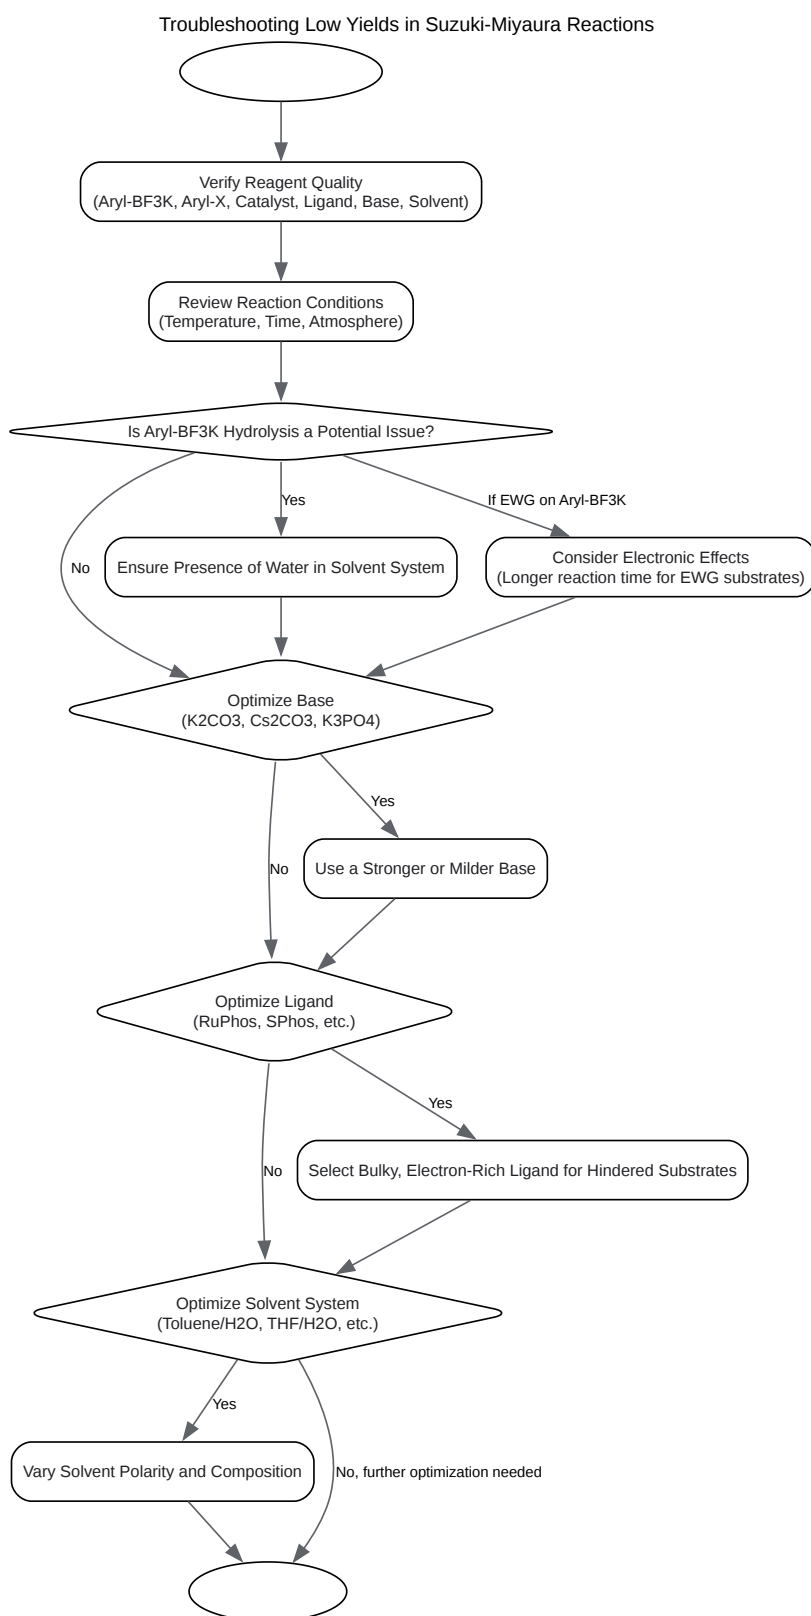 Troubleshooting Low Yields in Suzuki-Miyaura Reactions
Verify Reagent Quality
(Aryl-BF3K, Aryl-X, Catalyst, Ligand, Base, Solvent)
Review Reaction Conditions
(Temperature, Time, Atmosphere)
Is Aryl-BF3K Hydrolysis a Potential Issue?
Yes
If EWG on Aryl-BF3K
No
Ensure Presence of Water in Solvent System
Consider Electronic Effects
(Longer reaction time for EWG substrates)
Optimize Base
(K2CO3, Cs2CO3, K3PO4)
Yes
No
Use a Stronger or Milder Base
Optimize Ligand
(RuPhos, SPhos, etc.)
Yes
No
Select Bulky, Electron-Rich Ligand for Hindered Substrates
Optimize Solvent System
(Toluene/H2O, THF/H2O, etc.)
Yes
Vary Solvent Polarity and Composition
No, further optimization needed